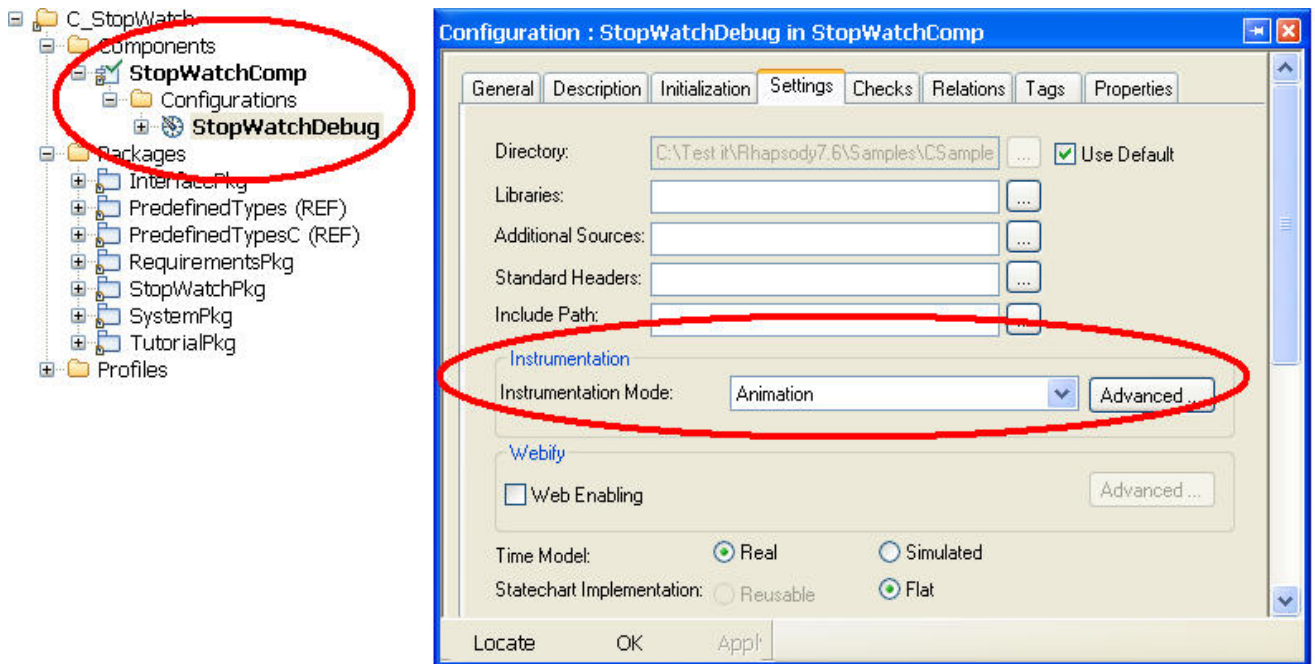 C_StopWatch
Components
StopWatchComp
Configurations
StopWatchDebug
Packages
InterfacePkg
PredefinedTypes (REF)
PredefinedTypesC (REF)
RequirementsPkg
StopWatchPkg
SystemPkg
TutorialPkg
Profiles
Configuration : StopWatchDebug in StopWatchComp
General Description Initialization Settings Checks Relations Tags Properties
Directory: C:\Test it\Rhapsody7.6\Samples\CSample ... Use Default
Libraries: ...
Additional Sources: ...
Standard Headers: ...
Include Path: ...
Instrumentation
Instrumentation Mode: Animation Advanced ...
Webify
Web Enabling Advanced ...
Time Model: Real Simulated
Statechart Implementation: Reusable Flat
Locate OK Apply